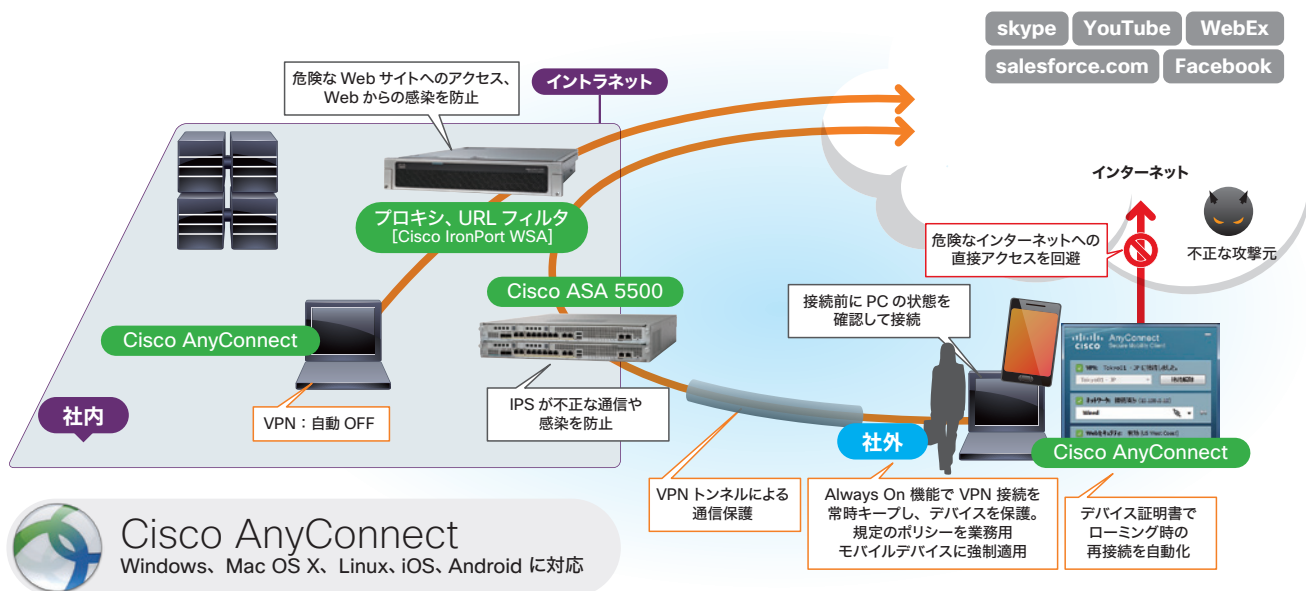 skype
YouTube
WebEx
salesforce.com
Facebook
危険な Web サイトへのアクセス、
Web からの感染を防止
イントラネット
インターネット
プロキシ、URL フィルタ
[Cisco IronPort WSA]
危険なインターネットへの
直接アクセスを回避
不正な攻撃元
Cisco ASA 5500
接続前に PC の状態を
確認して接続
Cisco AnyConnect
CISCO
AnyConnect
Secure Mobility Client
社内
VPN：自動 OFF
IPS が不正な通信や
感染を防止
社外
Cisco AnyConnect
VPN トンネルによる
通信保護
Always On 機能で VPN 接続を
常時キープし、デバイスを保護。
規定のポリシーを業務用
モバイルデバイスに強制適用
デバイス証明書で
ローミング時の
再接続を自動化
Cisco AnyConnect
Windows、Mac OS X、Linux、iOS、Android に対応